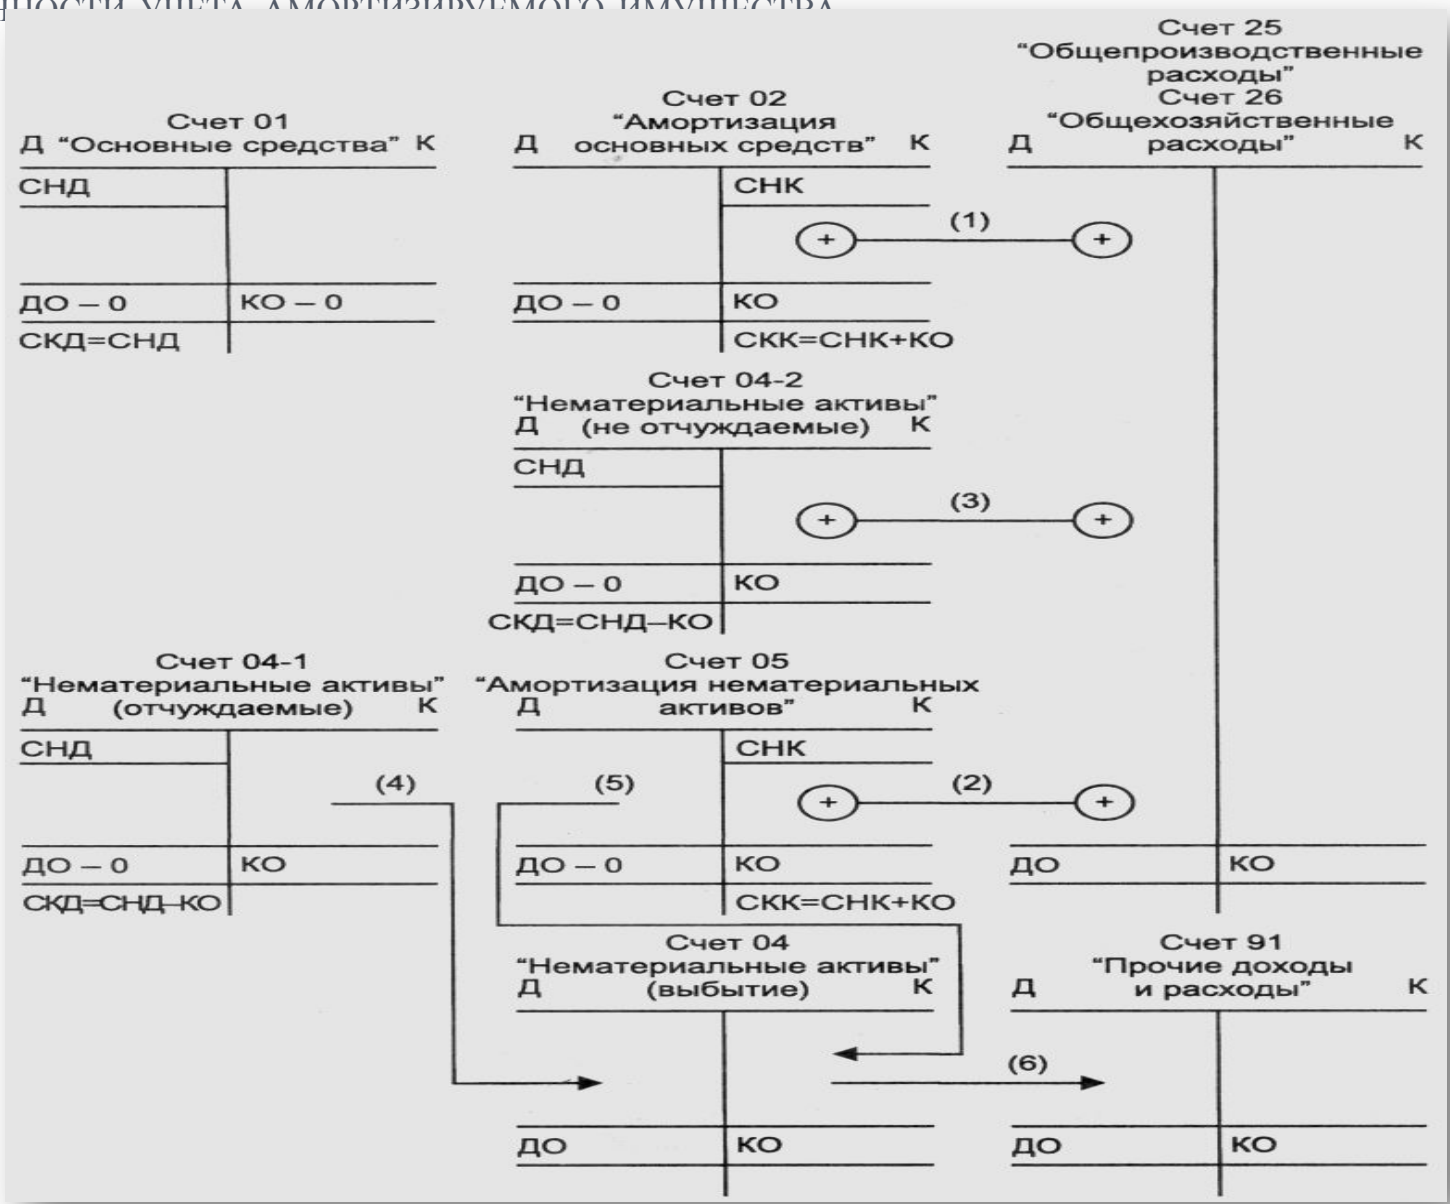 УЧЕТА АМОРТИЗИРУЕМОГО ИМУЩЕСТВА
Счет 25
“Общепроизводственные
расходы”
Счет 26
“Общехозяйственные
Д расходы” К
Счет 02
“Амортизация
Д основных средств” К
Счет 01
Д “Основные средства” К
СНД
СНК
(1)
+ +
ДО – 0 КО – 0
ДО – 0 КО
СКД=СНД
СКК=СНК+КО
Счет 04-2
“Нематериальные активы”
Д (не отчуждаемые) К
СНД
(3)
+ +
ДО – 0 КО
СКД=СНД–КО
Счет 04-1
“Нематериальные активы”
Д (отчуждаемые) К
Счет 05
“Амортизация нематериальных
Д активов” К
СНД
СНК
(4)
(5)
(2)
+ +
ДО – 0 КО
ДО – 0 КО
ДО КО
СКД=СНД–КО
СКК=СНК+КО
Счет 04
“Нематериальные активы”
Д (выбытие) К
Счет 91
“Прочие доходы
Д и расходы” К
(6)
ДО КО
ДО КО